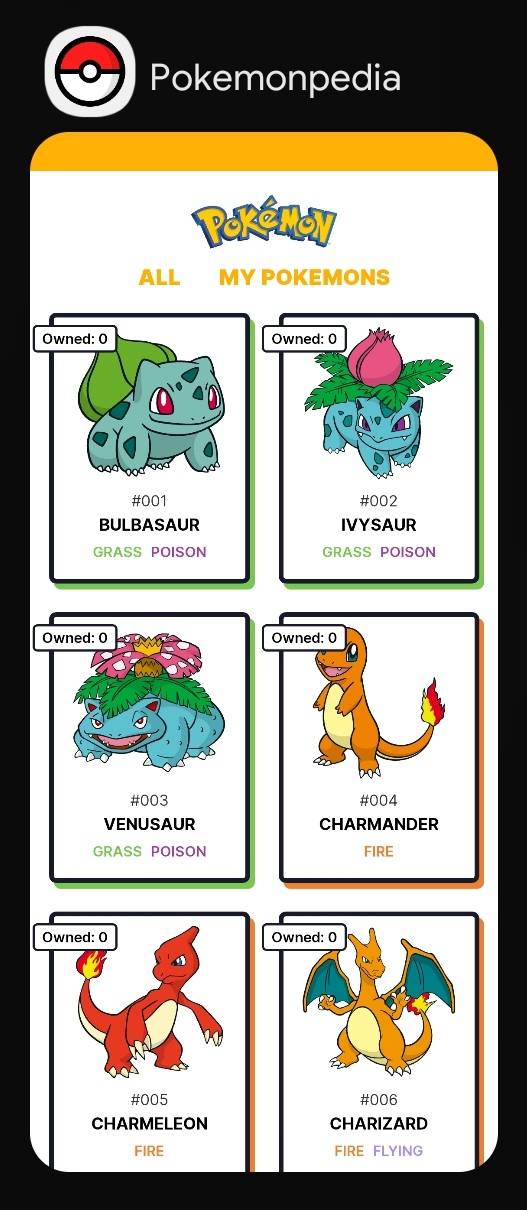 Pokemonpedia
POKéMON
ALL MY POKEMONS
Owned: 0
Owned: 0
#001
#002
BULBASAUR
IVYSAUR
GRASS POISON
GRASS POISON
Owned: 0
Owned: 0
#003
#004
VENUSAUR
CHARMANDER
GRASS POISON
FIRE
Owned: 0
Owned: 0
#005
#006
CHARMELEON
CHARIZARD
FIRE
FIRE FLYING